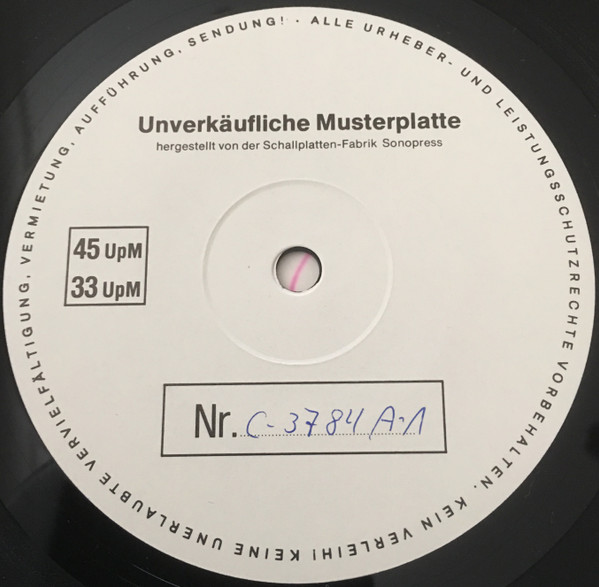 Unverkäufliche Musterplatte
hergestellt von der Schallplatten-Fabrik Sonopress
45 UpM
33 UpM
Nr. C-3784 A-1
ALLE URHEBER- UND LEISTUNGSSCHUTZRECHTE VORBEHALTEN. KEIN VERLEIH! KEINE UNERLAUBTE VERVIELFÄLTIGUNG, VERMIETUNG, AUFFÜHRUNG, SENDUNG! ·